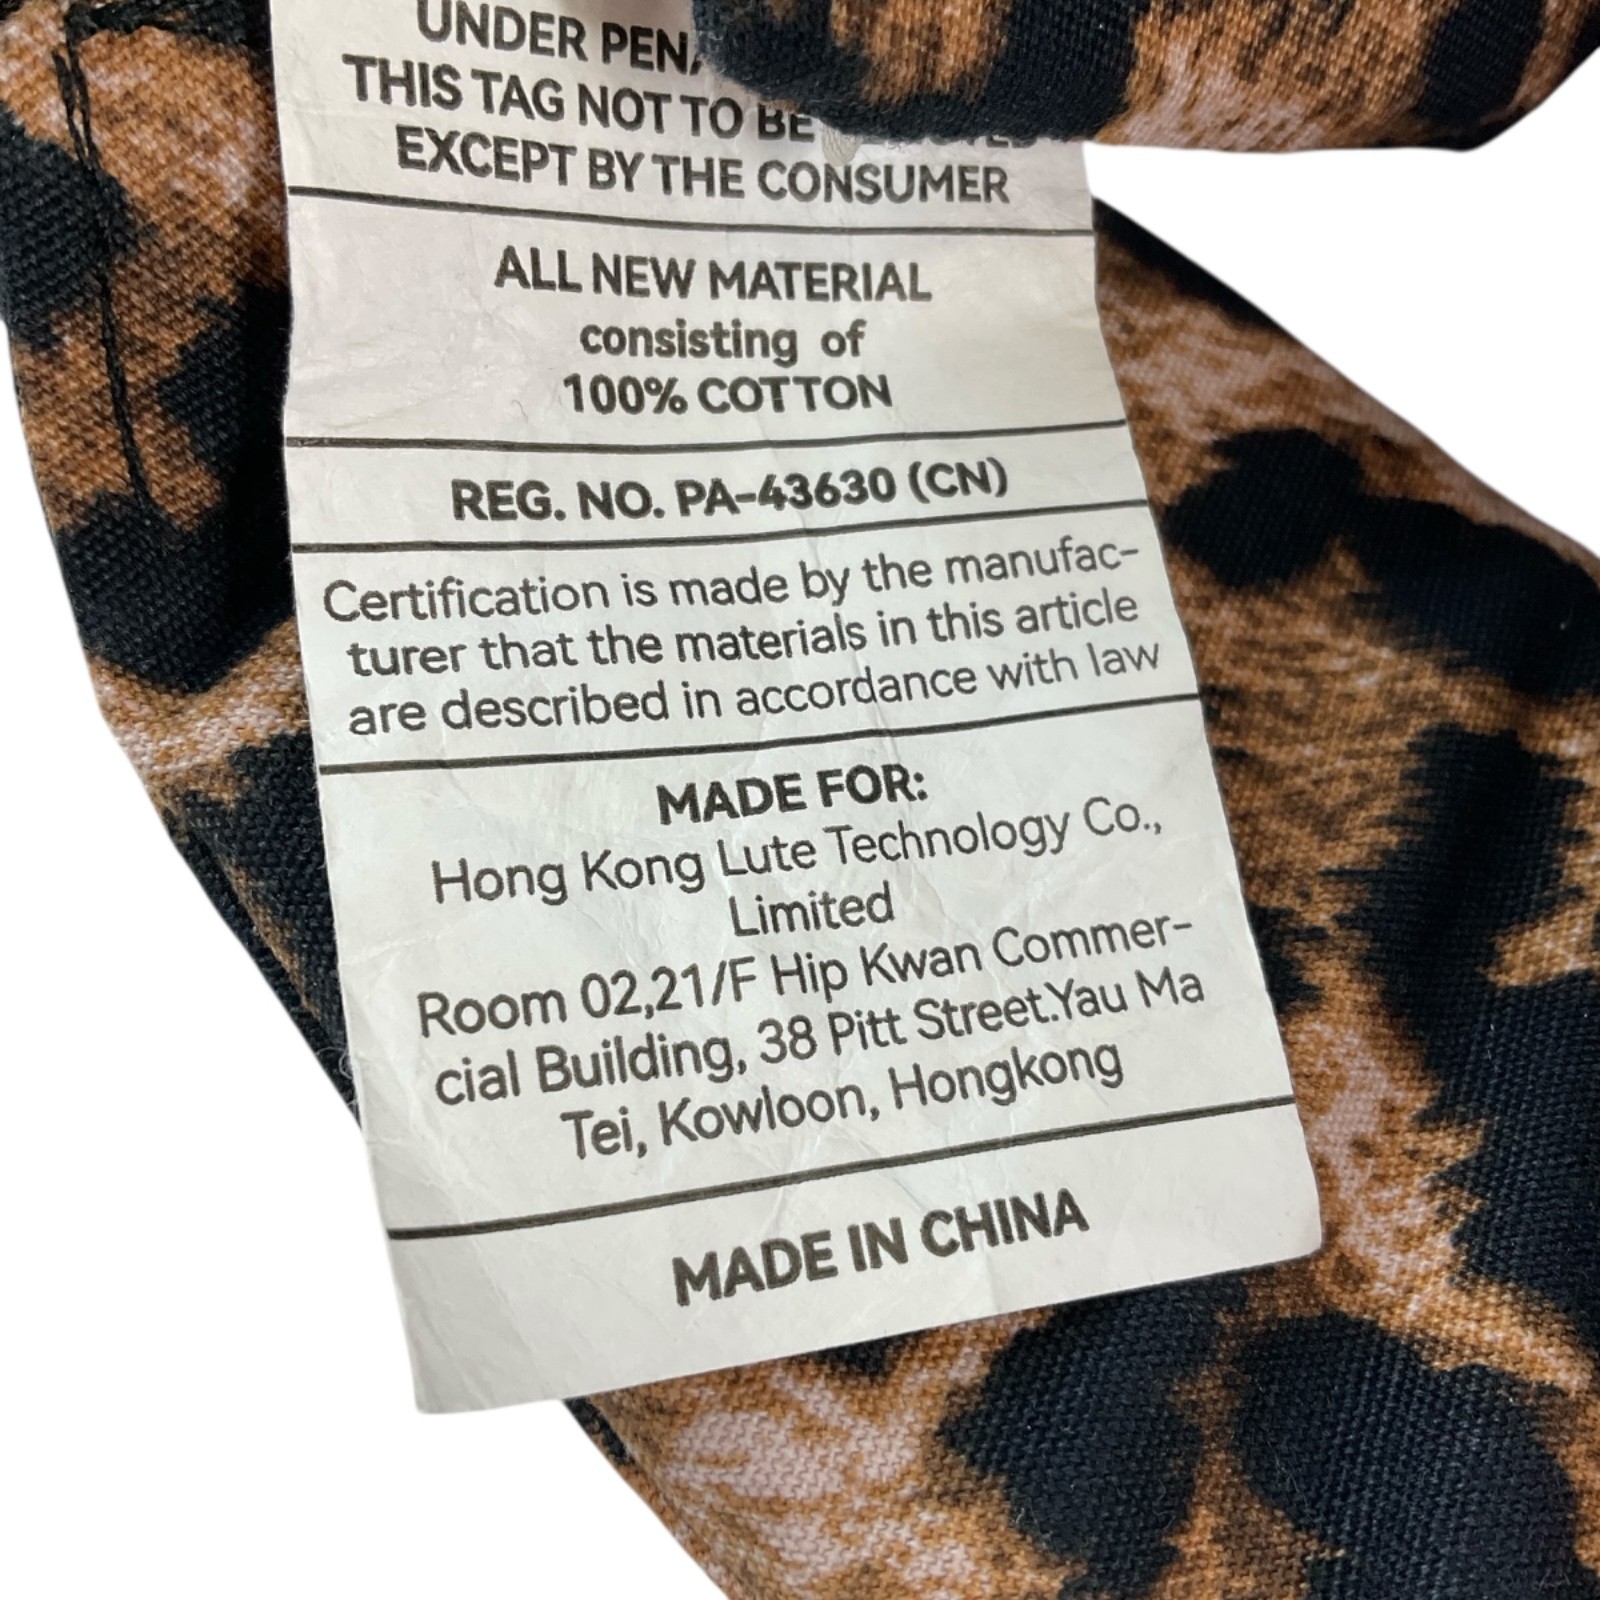 UNDER
THIS TAG NOT TO BE
EXCEPT BY THE CONSUMER
ALL NEW MATERIAL
consisting of
100% COTTON
REG. NO. PA-43630 (CN)
Certification is made by the manufac-
turer that the materials in this article
are described in accordance with law
MADE FOR:
Hong Kong Lute Technology Co.,
Limited
Room 02,21/F Hip Kwan Commer-
cial Building, 38 Pitt Street.Yau Ma
Tei, Kowloon, Hongkong
MADE IN CHINA